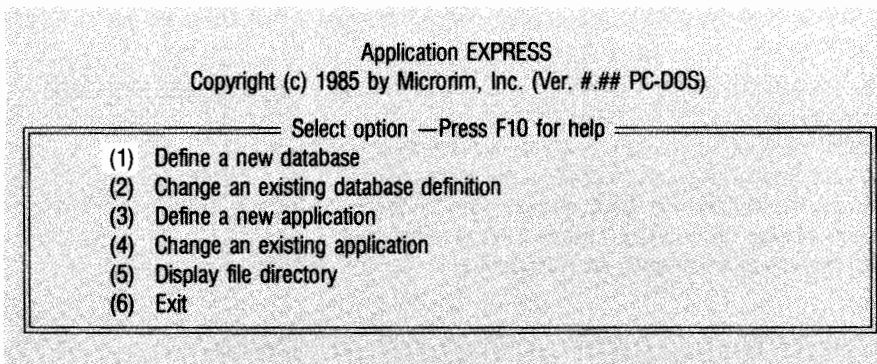 Application EXPRESS
Copyright (c) 1985 by Microrim, Inc. (Ver. #.## PC-DOS)
Select option —Press F10 for help
(1) Define a new database
(2) Change an existing database definition
(3) Define a new application
(4) Change an existing application
(5) Display file directory
(6) Exit